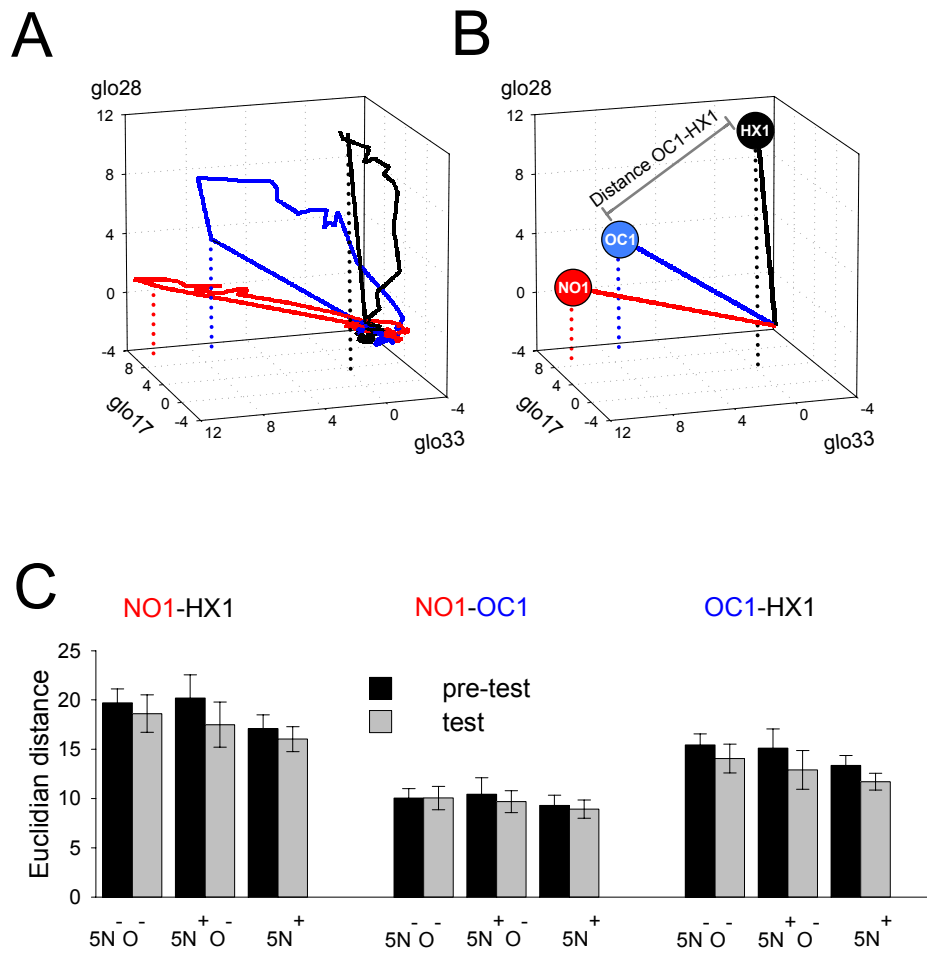 A
B
glo28
12
8
4
0
-4
8
4
0
-4
glo17
12
8
4
0
-4
glo33
glo28
12
8
4
0
-4
8
4
0
-4
glo17
12
8
4
0
-4
glo33
Distance OC1-HX1
HX1
OC1
NO1
C
NO1-HX1
NO1-OC1
OC1-HX1
pre-test
test
Euclidian distance
25
20
15
10
5
0
5N- O-
5N+ O-
5N+
5N- O-
5N+ O-
5N+
5N- O-
5N+ O-
5N+